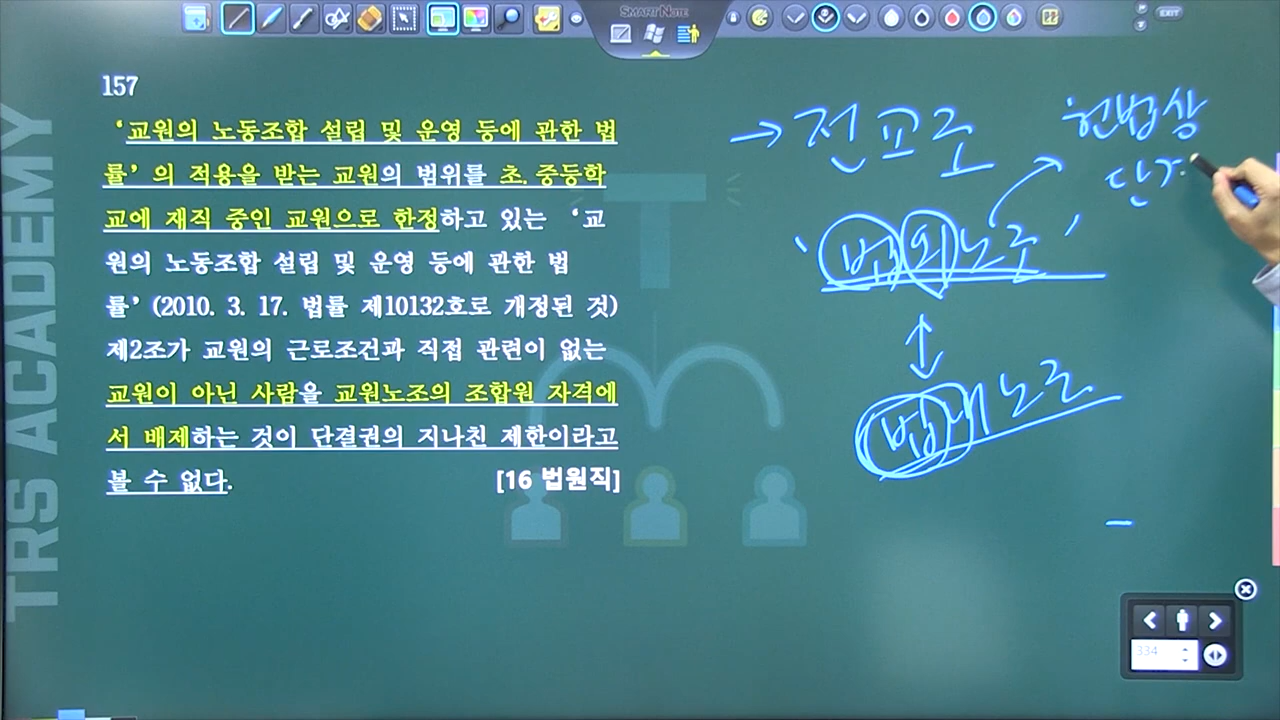 SMART NOTE
EXIT
157
‘교원의 노동조합 설립 및 운영 등에 관한 법
률’의 적용을 받는 교원의 범위를 초. 중등학
교에 재직 중인 교원으로 한정하고 있는 ‘교
원의 노동조합 설립 및 운영 등에 관한 법
률’(2010. 3. 17. 법률 제10132호로 개정된 것)
제2조가 교원의 근로조건과 직접 관련이 없는
교원이 아닌 사람을 교원노조의 조합원 자격에
서 배제하는 것이 단결권의 지나친 제한이라고
볼 수 없다.
[16 법원직]
→ 전교조
헌법상
‘법외노조’
법내노조
TRS ACADEMY
334